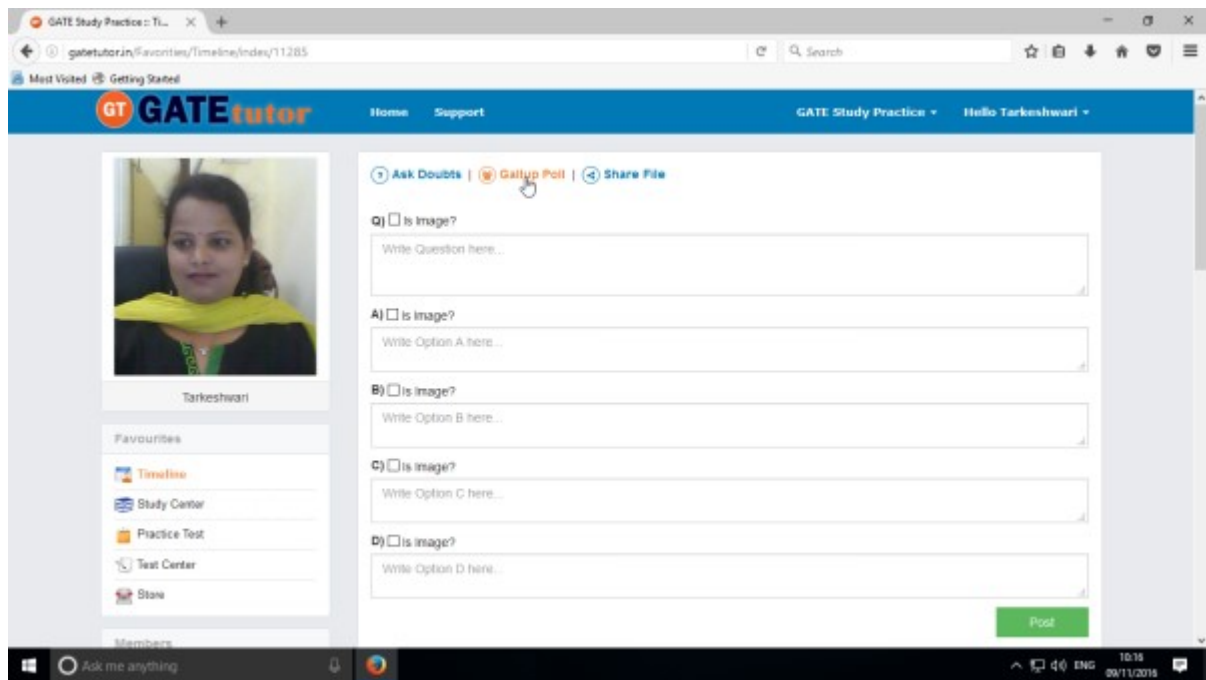 GATE Study Practice :: Ti...
gatetutor.in/Favorities/Timeline/index/11285
Search
Most Visited Getting Started
GT GATEtutor Home Support GATE Study Practice Hello Tarkeshwari
? Ask Doubts | Gallup Poll | Share File
Q) Is Image?
Write Question here...
A) Is Image?
Write Option A here...
B) Is Image?
Write Option B here...
C) Is Image?
Write Option C here...
D) Is Image?
Write Option D here...
Post
Tarkeshwari
Favourites
Timeline
Study Center
Practice Test
Test Center
Store
Members
Ask me anything
ENG
10:16
09/11/2016